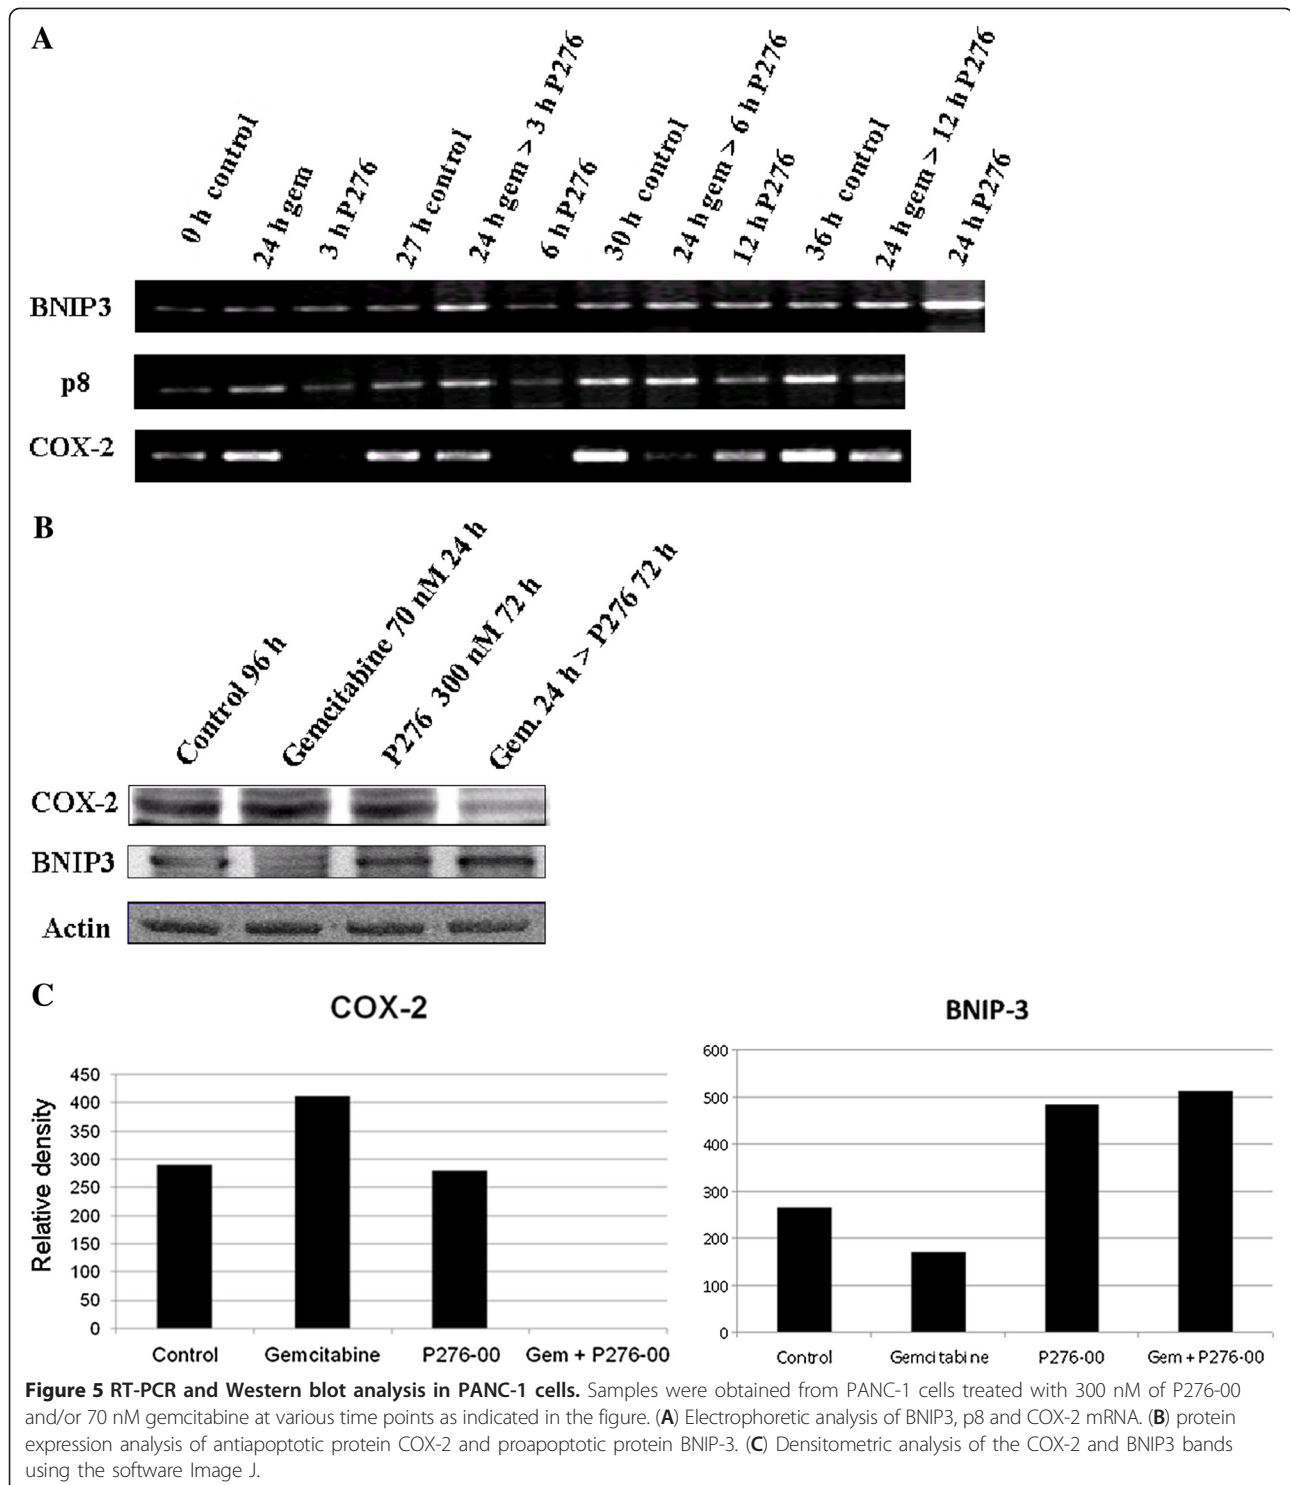 A
0 h control
24 h gem
3 h P276
27 h control
24 h gem > 3 h P276
6 h P276
30 h control
24 h gem > 6 h P276
12 h P276
36 h control
24 h gem > 12 h P276
24 h P276
BNIP3
p8
COX-2
B
Control 96 h
Gemcitabine 70 nM 24 h
P276 300 nM 72 h
Gem. 24 h > P276 72 h
COX-2
BNIP3
Actin
C
COX-2
Relative density
450
400
350
300
250
200
150
100
50
0
Control Gemcitabine P276-00 Gem + P276-00
BNIP-3
600
500
400
300
200
100
0
Control Gemcitabine P276-00 Gem + P276-00
Figure 5 RT-PCR and Western blot analysis in PANC-1 cells. Samples were obtained from PANC-1 cells treated with 300 nM of P276-00
and/or 70 nM gemcitabine at various time points as indicated in the figure. (A) Electrophoretic analysis of BNIP3, p8 and COX-2 mRNA. (B) protein
expression analysis of antiapoptotic protein COX-2 and proapoptotic protein BNIP-3. (C) Densitometric analysis of the COX-2 and BNIP3 bands
using the software Image J.